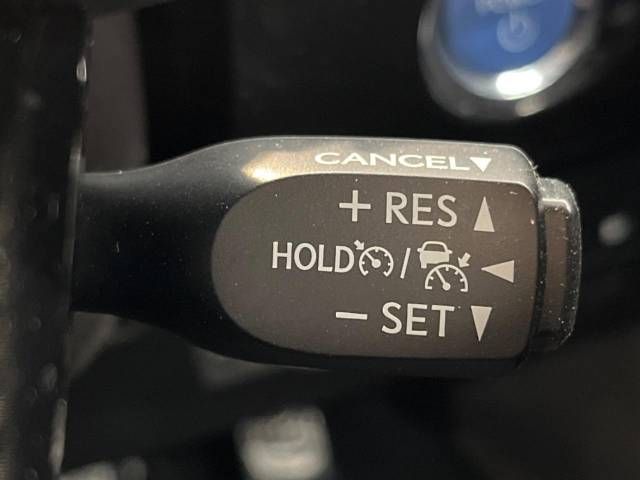 CANCEL▼
+ RES ▲
HOLD / ◀
− SET ▼